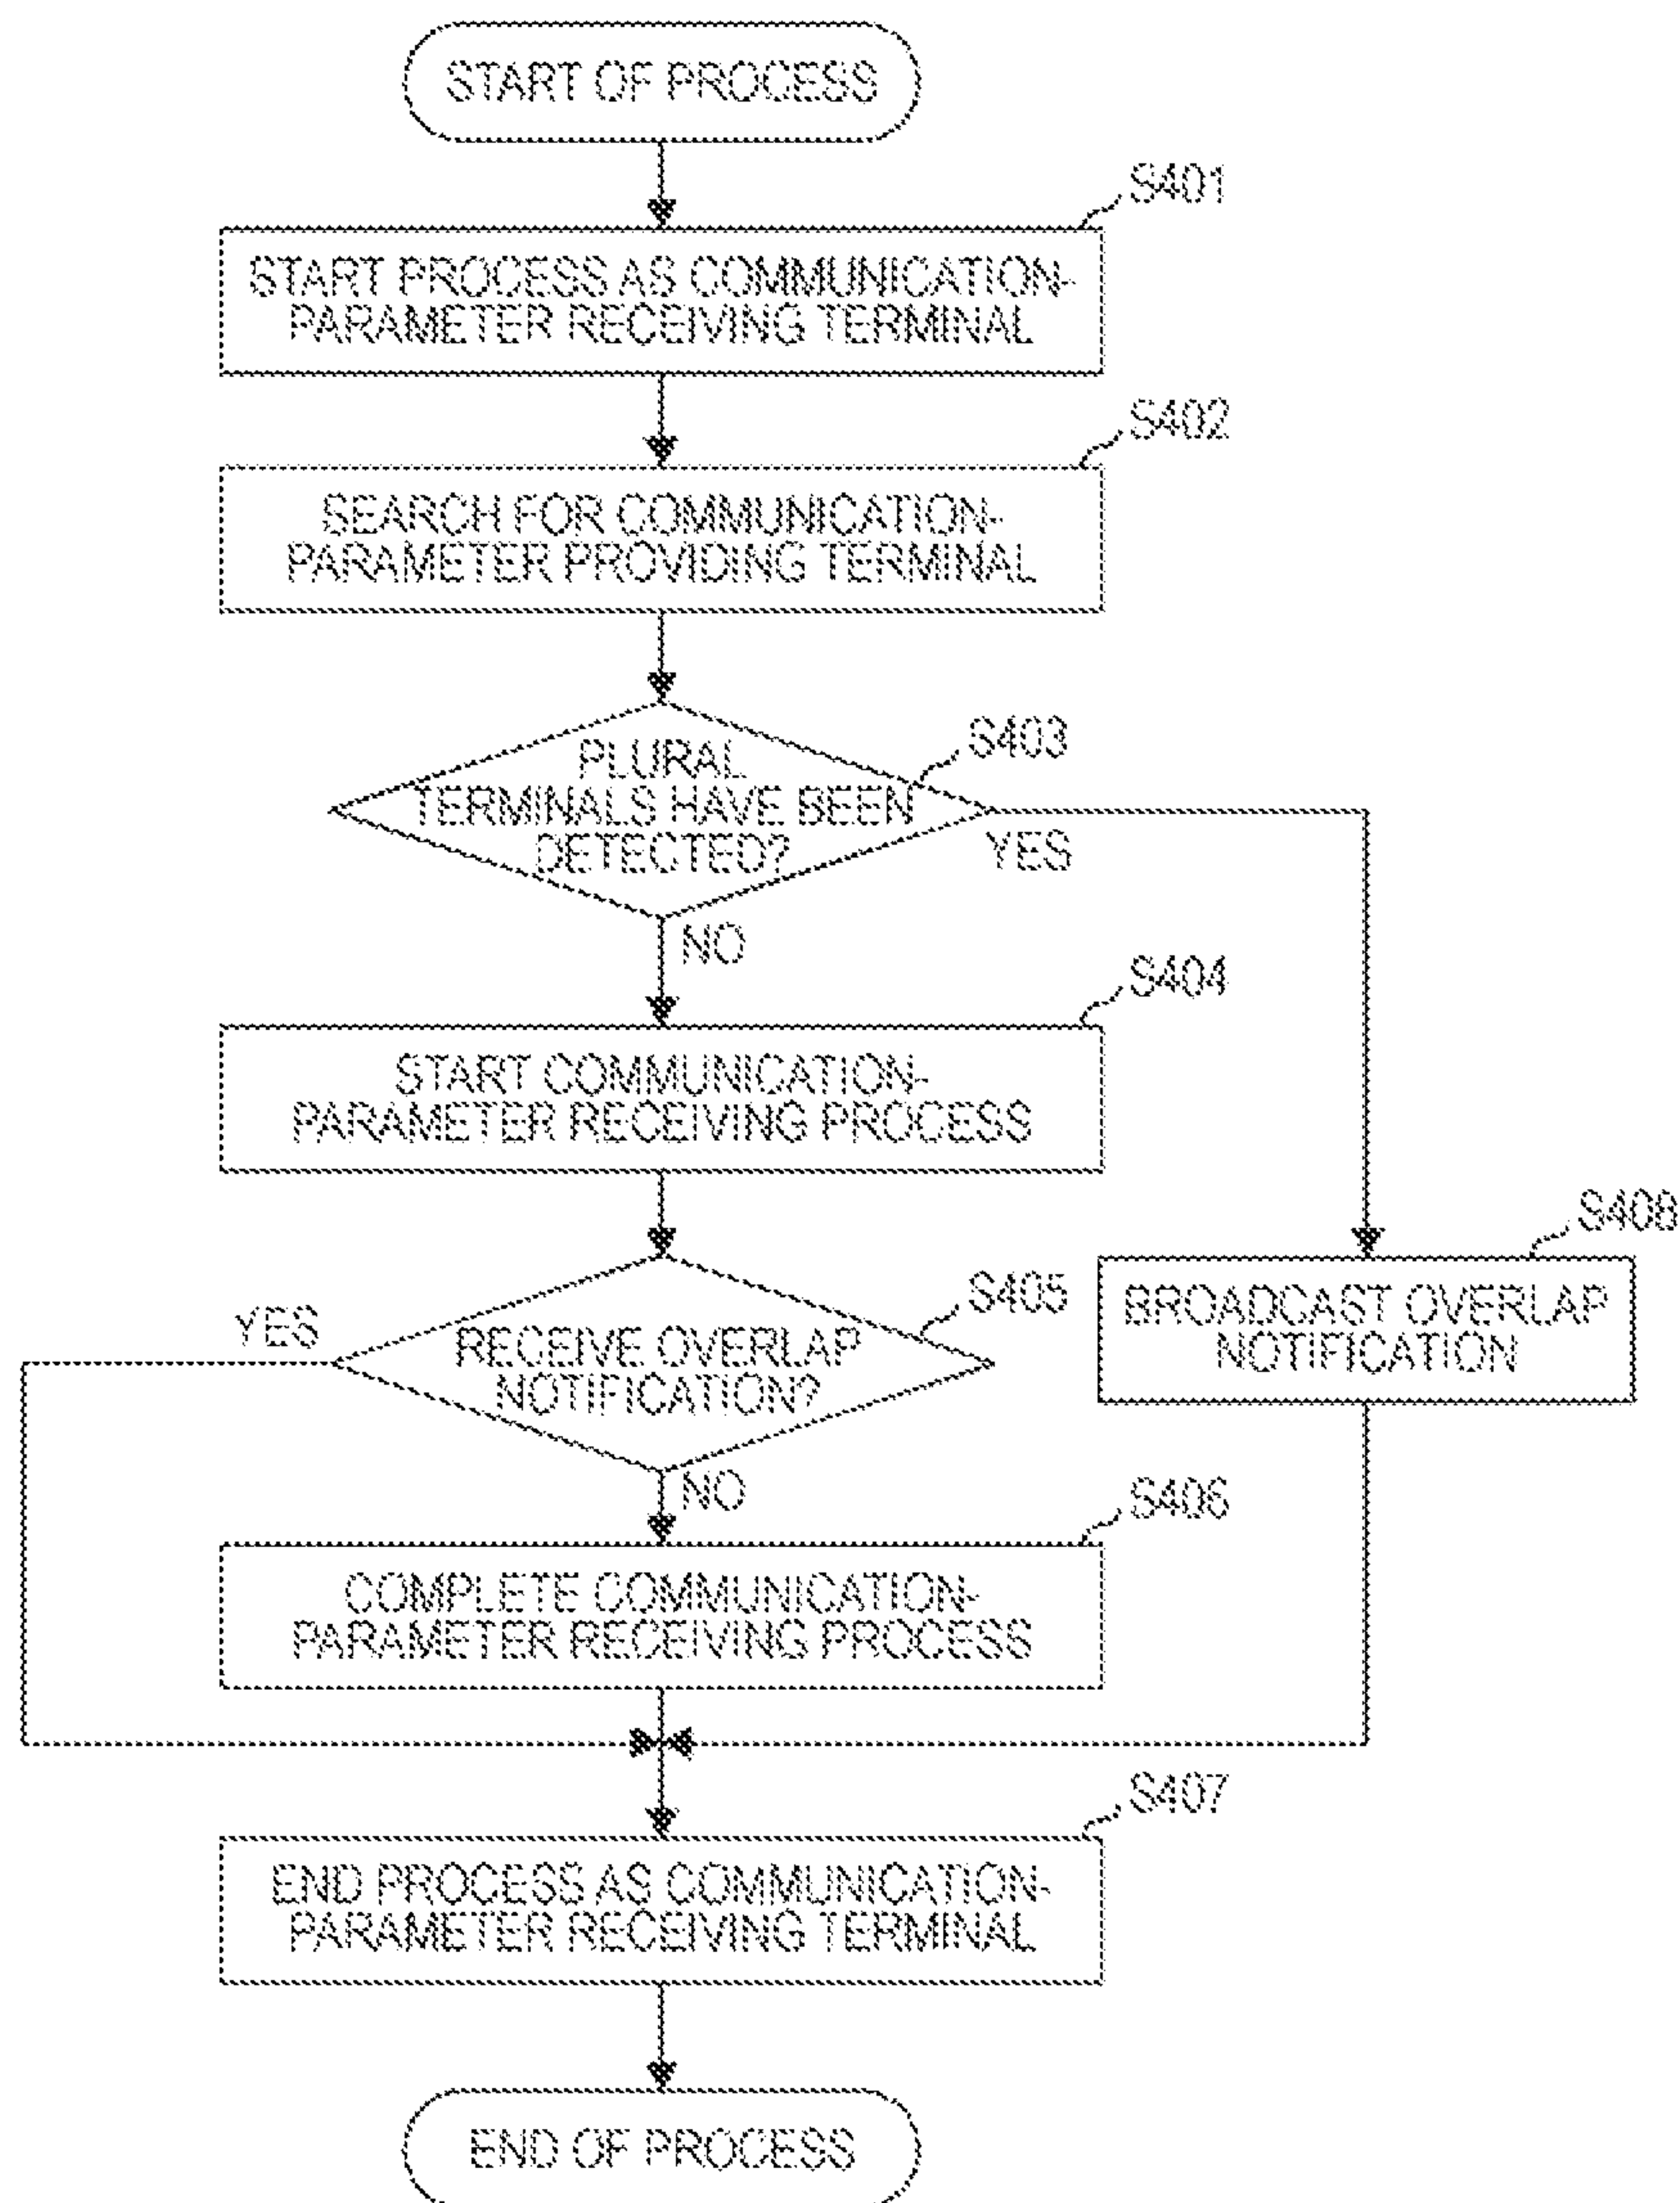 START OF PROCESS
S401
START PROCESS AS COMMUNICATION-
PARAMETER RECEIVING TERMINAL
S402
SEARCH FOR COMMUNICATION-
PARAMETER PROVIDING TERMINAL
S403
PLURAL
TERMINALS HAVE BEEN
DETECTED?
YES
NO
S404
START COMMUNICATION-
PARAMETER RECEIVING PROCESS
S408
BROADCAST OVERLAP
NOTIFICATION
S405
YES
RECEIVE OVERLAP
NOTIFICATION?
NO
S406
COMPLETE COMMUNICATION-
PARAMETER RECEIVING PROCESS
S407
END PROCESS AS COMMUNICATION-
PARAMETER RECEIVING TERMINAL
END OF PROCESS